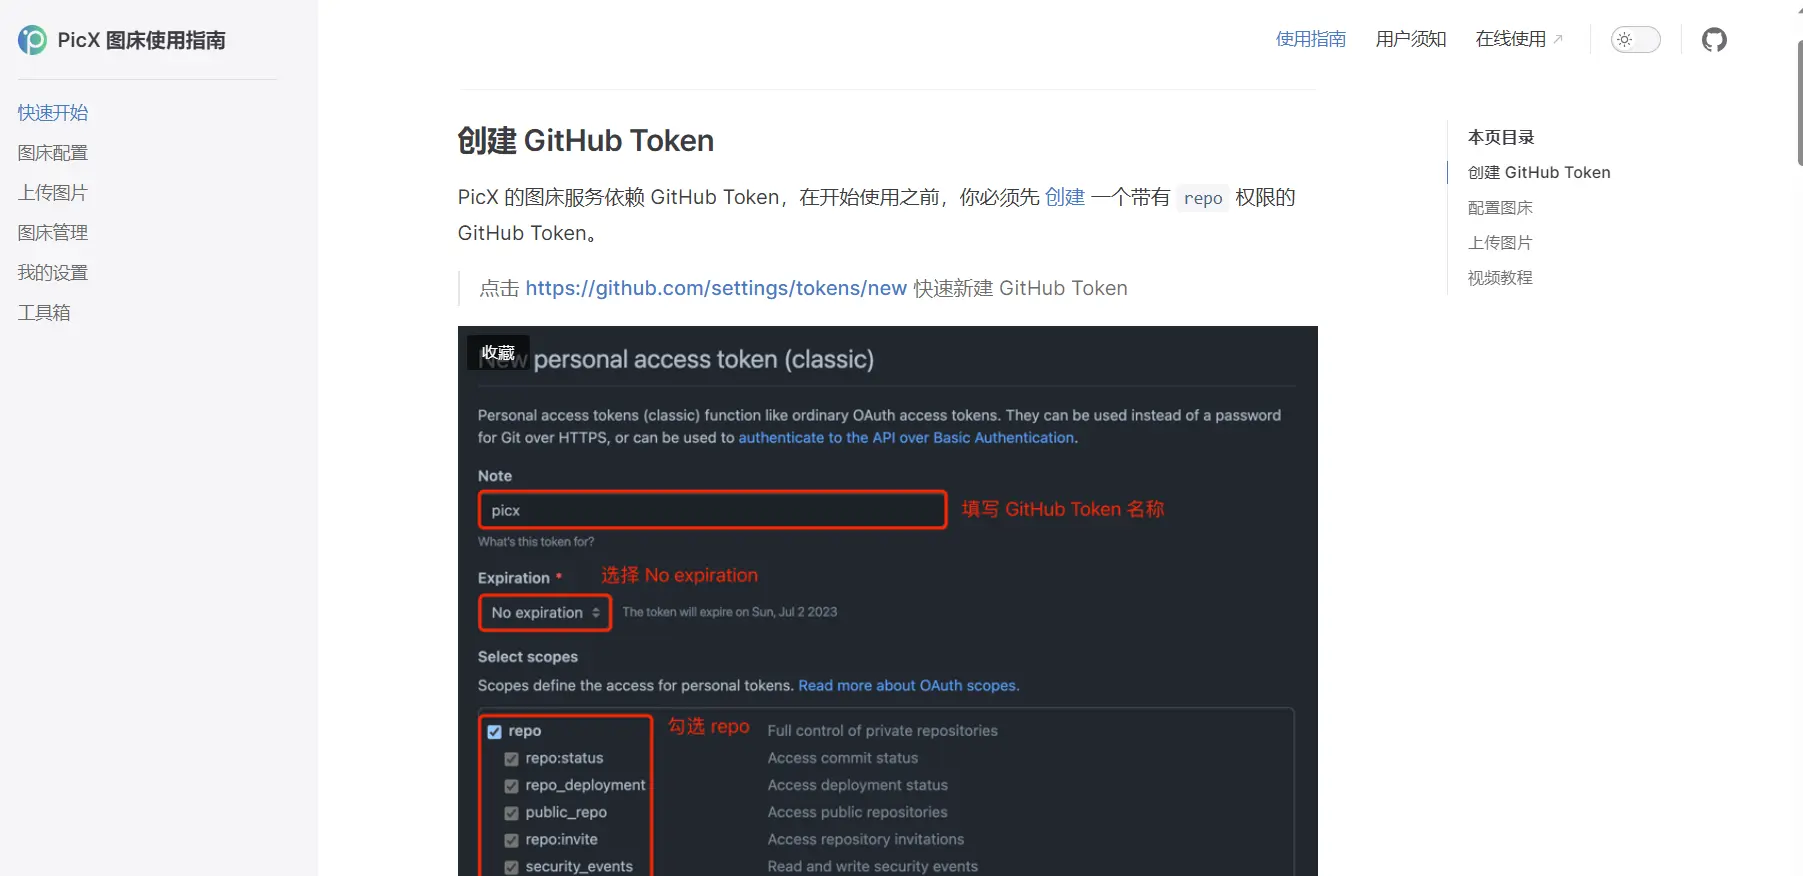 PicX 图床使用指南
使用指南
用户须知
在线使用
快速开始
图床配置
上传图片
图床管理
我的设置
工具箱
创建 GitHub Token
PicX 的图床服务依赖 GitHub Token，在开始使用之前，你必须先 创建 一个带有 repo 权限的
GitHub Token。
点击 https://github.com/settings/tokens/new 快速新建 GitHub Token
收藏
New personal access token (classic)
Personal access tokens (classic) function like ordinary OAuth access tokens. They can be used instead of a password
for Git over HTTPS, or can be used to authenticate to the API over Basic Authentication.
Note
picx
填写 GitHub Token 名称
What's this token for?
Expiration *
选择 No expiration
No expiration
The token will expire on Sun, Jul 2 2023
Select scopes
Scopes define the access for personal tokens. Read more about OAuth scopes.
repo
勾选 repo
Full control of private repositories
repo:status
Access commit status
repo_deployment
Access deployment status
public_repo
Access public repositories
repo:invite
Access repository invitations
security_events
Read and write security events
本页目录
创建 GitHub Token
配置图床
上传图片
视频教程